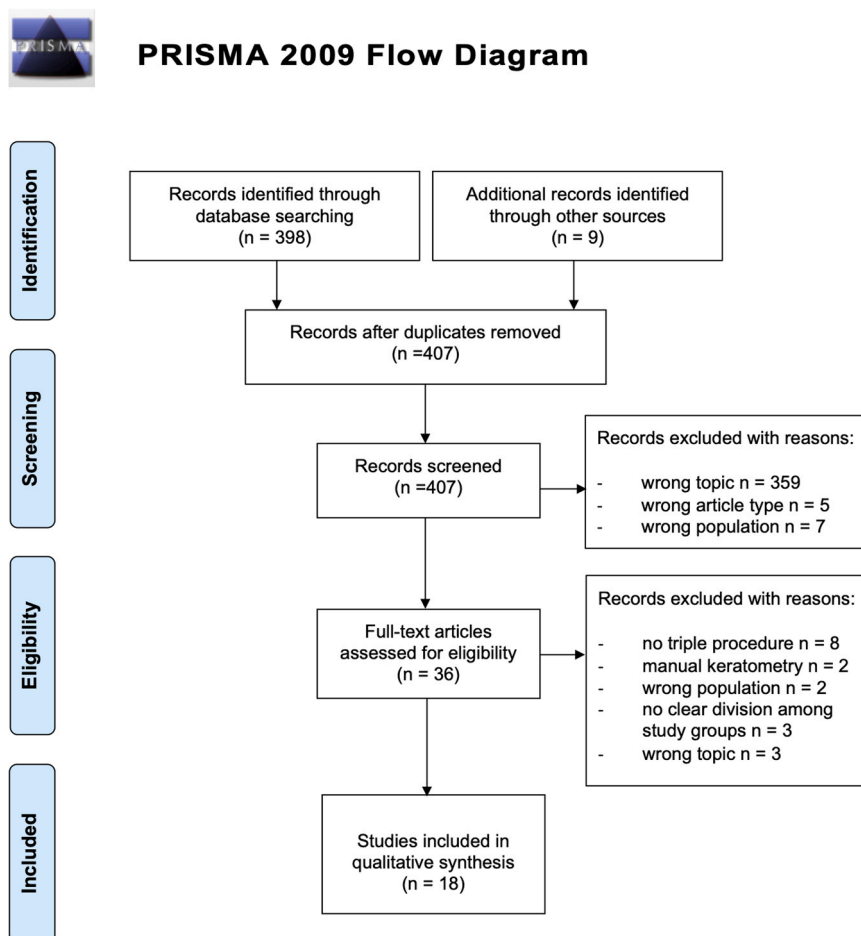 PRISMA
PRISMA 2009 Flow Diagram
Identification
Records identified through
database searching
(n = 398)
Additional records identified
through other sources
(n = 9)
Records after duplicates removed
(n =407)
Screening
Records screened
(n =407)
Records excluded with reasons:
- wrong topic n = 359
- wrong article type n = 5
- wrong population n = 7
Eligibility
Full-text articles
assessed for eligibility
(n = 36)
Records excluded with reasons:
- no triple procedure n = 8
- manual keratometry n = 2
- wrong population n = 2
- no clear division among
study groups n = 3
- wrong topic n = 3
Included
Studies included in
qualitative synthesis
(n = 18)